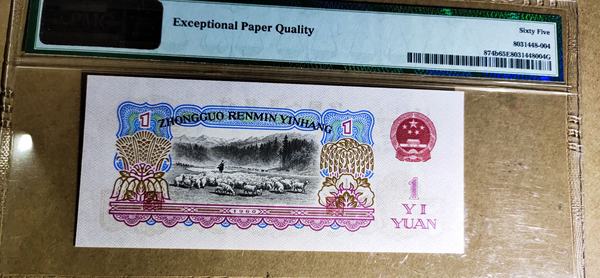 Exceptional Paper Quality
Sixty Five
8031448-004
874b65E8031448004G
ZHONGGUO RENMIN YINHANG
1
1
1960
1
YI
YUAN